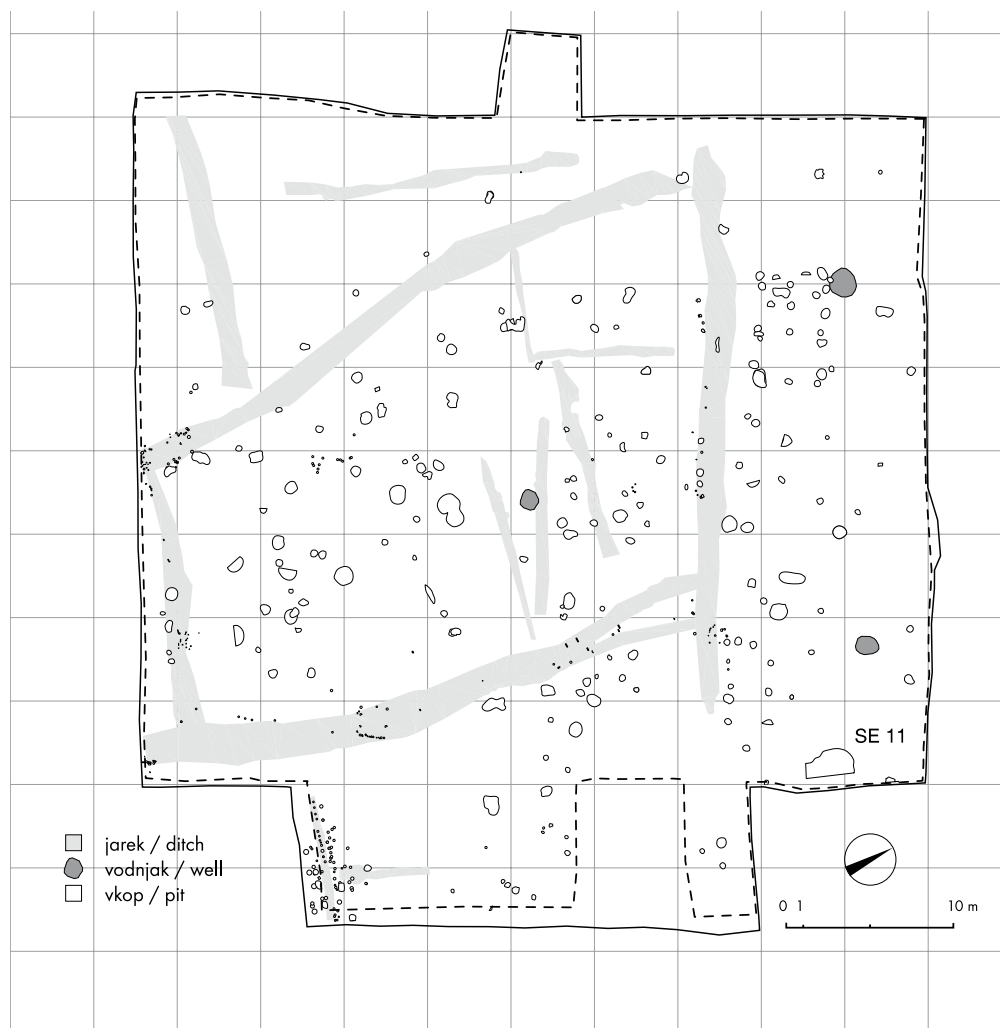 SE 11
jarek / ditch
vodnjak / well
vkop / pit
0 1 10 m